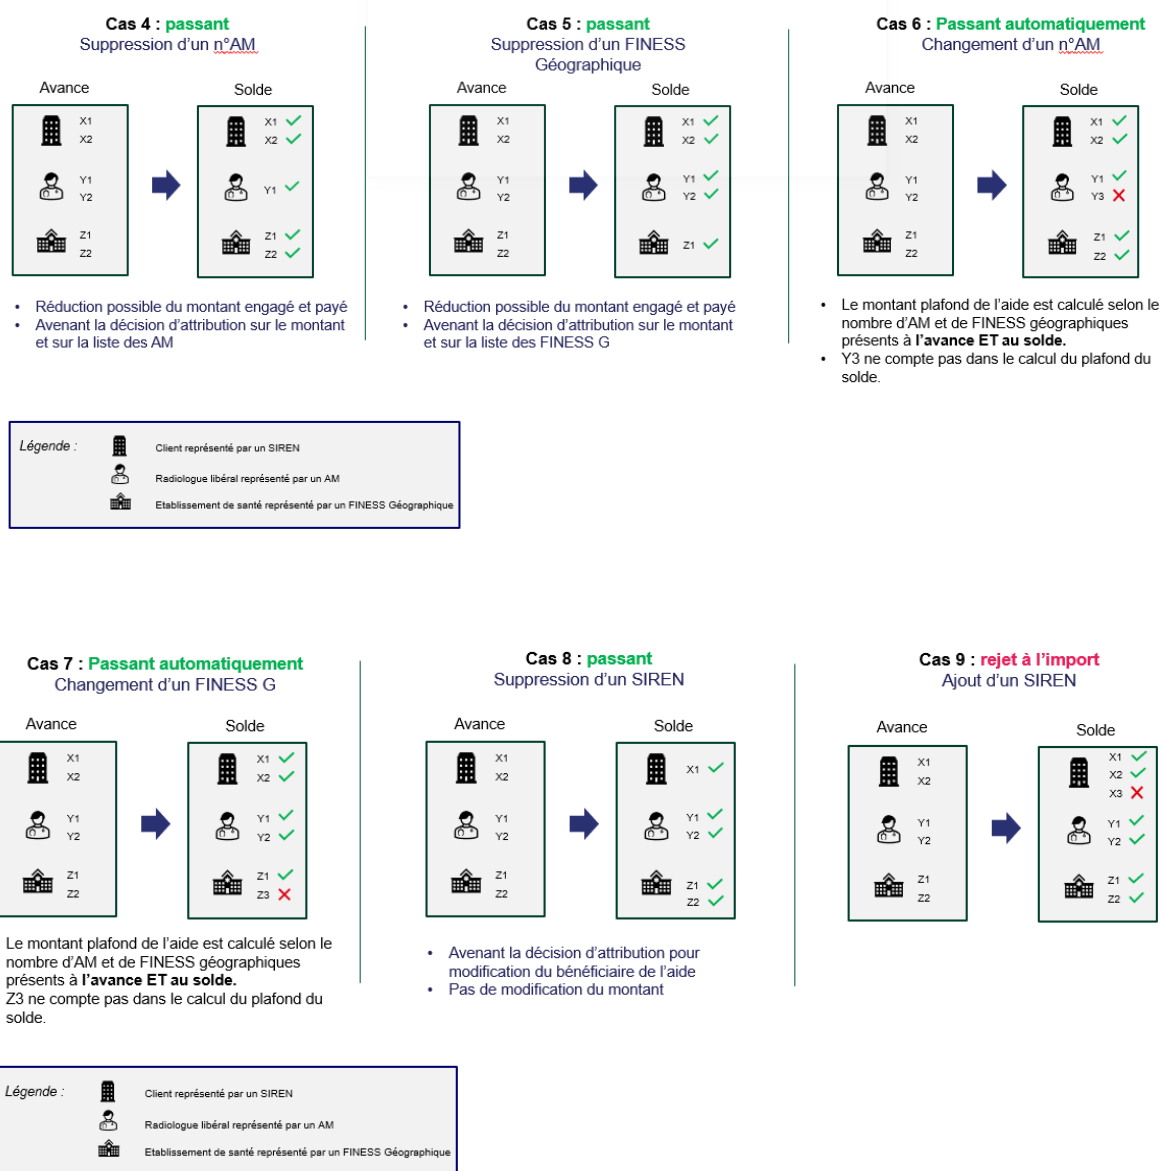 Cas 4 : passant
Suppression d'un n°AM
Avance
Solde
X1
X2
Y1
Y2
Z1
Z2
X1
X2
Y1
Z1
Z2
• Réduction possible du montant engagé et payé
• Avenant la décision d'attribution sur le montant
et sur la liste des AM
Cas 5 : passant
Suppression d'un FINESS
Géographique
Avance
Solde
X1
X2
Y1
Y2
Z1
Z2
X1
X2
Y1
Y2
Z1
• Réduction possible du montant engagé et payé
• Avenant la décision d'attribution sur le montant
et sur la liste des FINESS G
Cas 6 : Passant automatiquement
Changement d'un n°AM
Avance
Solde
X1
X2
Y1
Y2
Z1
Z2
X1
X2
Y1
Y3
Z1
Z2
• Le montant plafond de l'aide est calculé selon le
nombre d'AM et de FINESS géographiques
présents à l'avance ET au solde.
• Y3 ne compte pas dans le calcul du plafond du
solde.
Légende :
Client représenté par un SIREN
Radiologue libéral représenté par un AM
Etablissement de santé représenté par un FINESS Géographique
Cas 7 : Passant automatiquement
Changement d'un FINESS G
Avance
Solde
X1
X2
Y1
Y2
Z1
Z2
X1
X2
Y1
Y2
Z1
Z3
Le montant plafond de l'aide est calculé selon le
nombre d'AM et de FINESS géographiques
présents à l'avance ET au solde.
Z3 ne compte pas dans le calcul du plafond du
solde.
Cas 8 : passant
Suppression d'un SIREN
Avance
Solde
X1
X2
Y1
Y2
Z1
Z2
X1
Y1
Y2
Z1
Z2
• Avenant la décision d'attribution pour
modification du bénéficiaire de l'aide
• Pas de modification du montant
Cas 9 : rejet à l'import
Ajout d'un SIREN
Avance
Solde
X1
X2
Y1
Y2
Z1
Z2
X1
X2
X3
Y1
Y2
Z1
Z2
Légende :
Client représenté par un SIREN
Radiologue libéral représenté par un AM
Etablissement de santé représenté par un FINESS Géographique